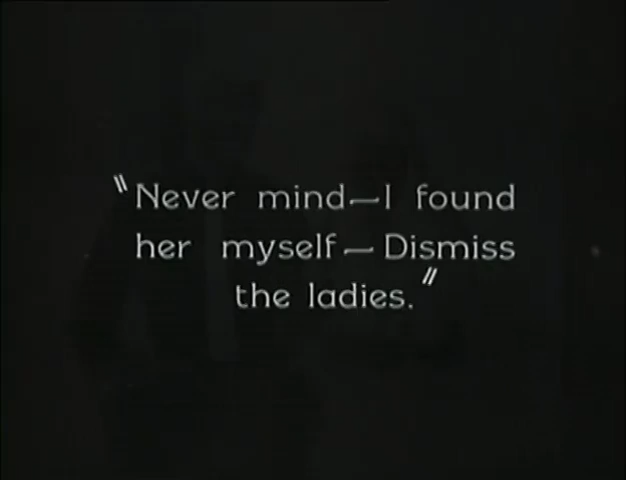 "Never mind—I found
her myself—Dismiss
the ladies."